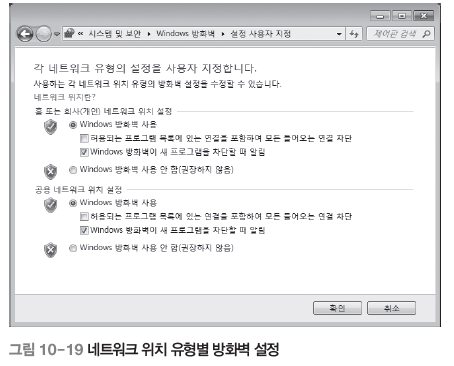 « 시스템 및 보안 ▸ Windows 방화벽 ▸ 설정 사용자 지정 제어판 검색
각 네트워크 유형의 설정을 사용자 지정합니다.
사용하는 각 네트워크 유형의 방화벽 설정을 수정할 수 있습니다.
네트워크 위치란?
홈 또는 회사(개인) 네트워크 위치 설정
Windows 방화벽 사용
허용되는 프로그램 목록에 있는 연결을 포함하여 모든 들어오는 연결 차단
Windows 방화벽이 새 프로그램을 차단할 때 알림
Windows 방화벽 사용 안 함(권장하지 않음)
공용 네트워크 위치 설정
Windows 방화벽 사용
허용되는 프로그램 목록에 있는 연결을 포함하여 모든 들어오는 연결 차단
Windows 방화벽이 새 프로그램을 차단할 때 알림
Windows 방화벽 사용 안 함(권장하지 않음)
확인 취소
그림 10-19 네트워크 위치 유형별 방화벽 설정